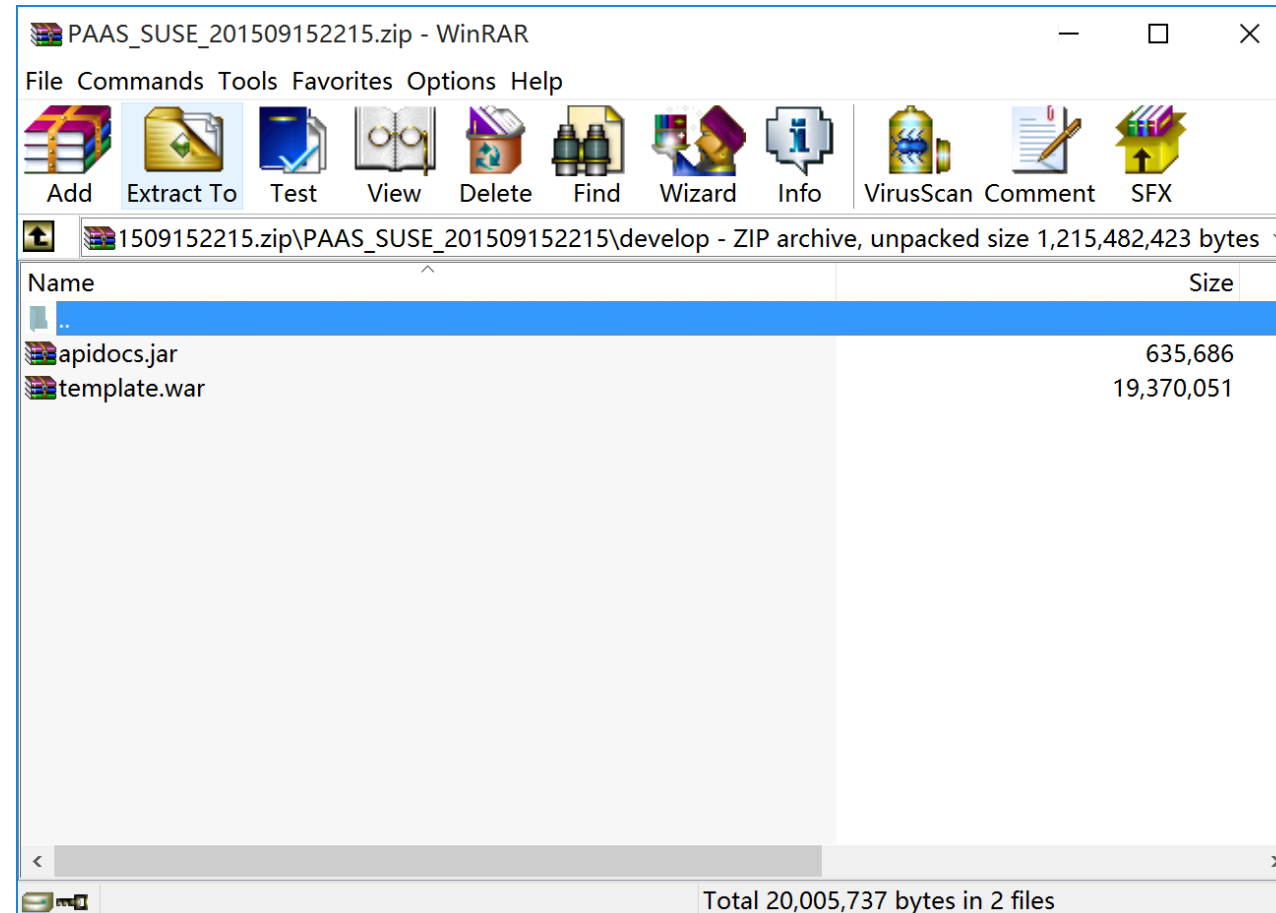 PAAS_SUSE_201509152215.zip - WinRAR
File Commands Tools Favorites Options Help
Add Extract To Test View Delete Find Wizard Info VirusScan Comment SFX
1509152215.zip\PAAS_SUSE_201509152215\develop - ZIP archive, unpacked size 1,215,482,423 bytes
Name Size
..
apidocs.jar 635,686
template.war 19,370,051
Total 20,005,737 bytes in 2 files